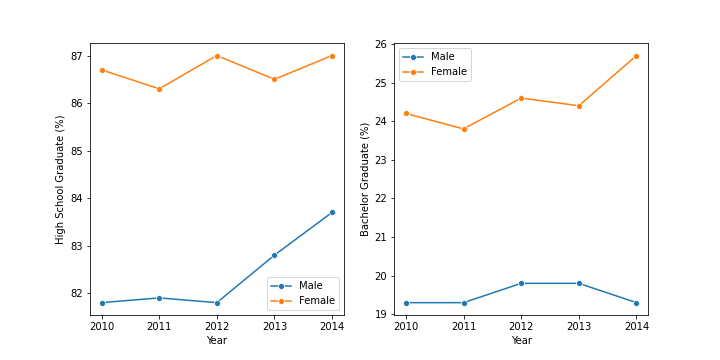 87
86
85
84
83
82
High School Graduate (%)
2010 2011 2012 2013 2014
Year
Male
Female
26
25
24
23
22
21
20
19
Bachelor Graduate (%)
2010 2011 2012 2013 2014
Year
Male
Female